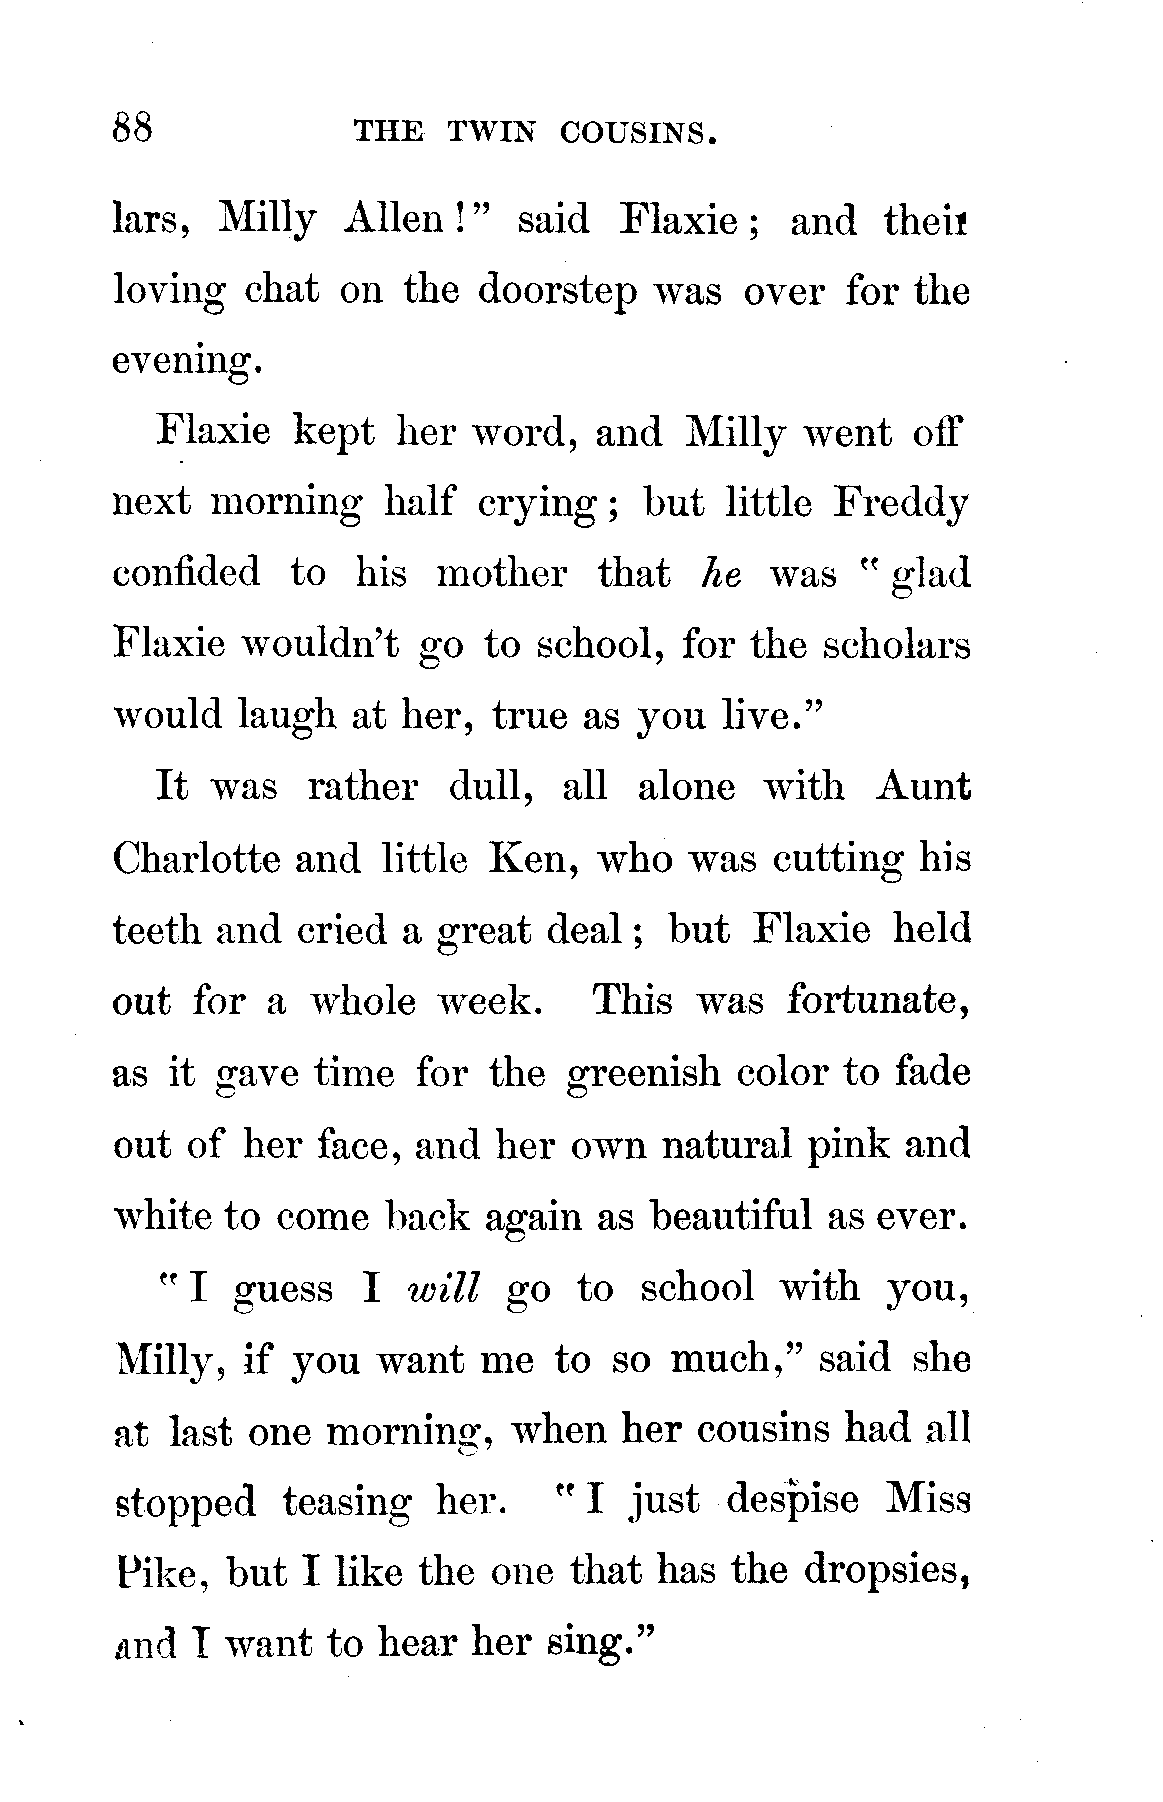 88 THE TWIN COUSINS.
lars, Milly Allen!" said Flaxie; and their
loving chat on the doorstep was over for the
evening.
Flaxie kept her word, and Milly went off
next morning half crying; but little Freddy
confided to his mother that he was "glad
Flaxie wouldn't go to school, for the scholars
would laugh at her, true as you live."
It was rather dull, all alone with Aunt
Charlotte and little Ken, who was cutting his
teeth and cried a great deal; but Flaxie held
out for a whole week. This was fortunate,
as it gave time for the greenish color to fade
out of her face, and her own natural pink and
white to come back again as beautiful as ever.
"I guess I will go to school with you,
Milly, if you want me to so much," said she
at last one morning, when her cousins had all
stopped teasing her. "I just despise Miss
Pike, but I like the one that has the dropsies,
and I want to hear her sing."